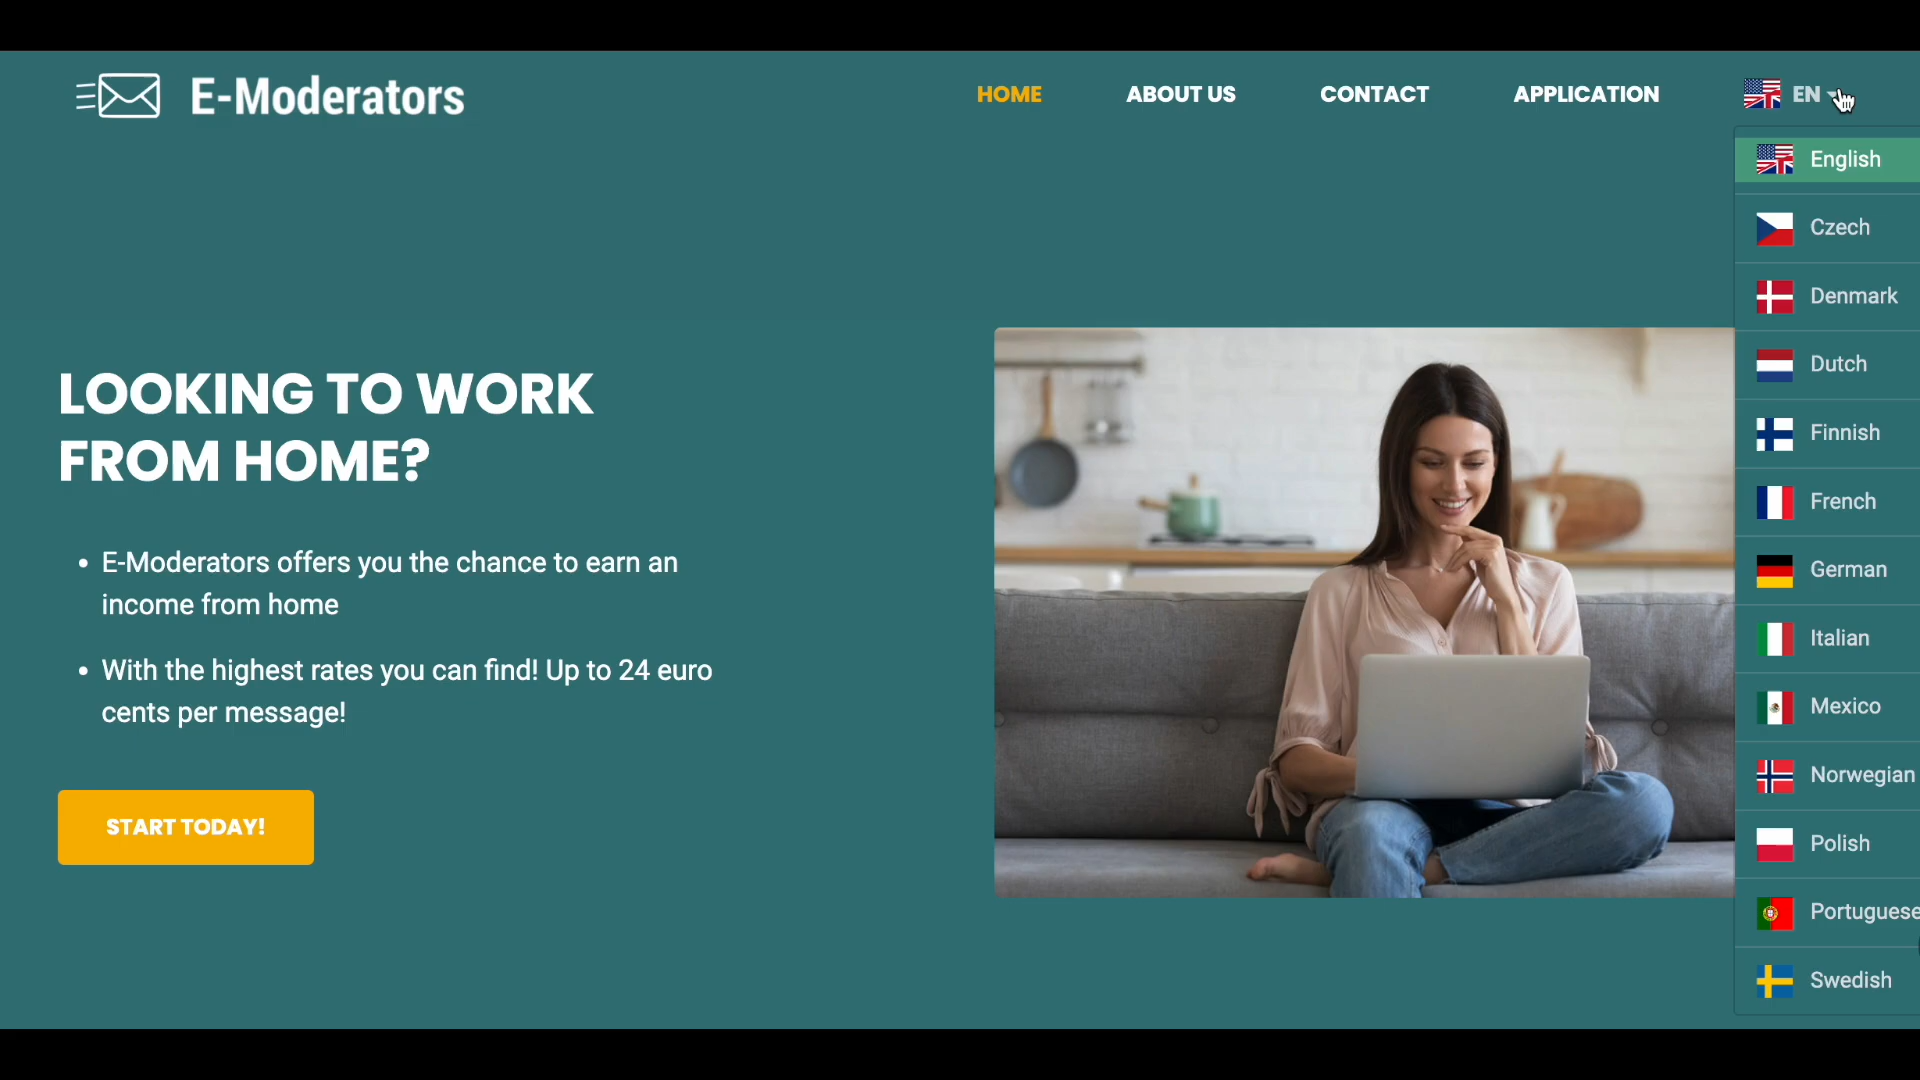 E-Moderators
HOME
ABOUT US
CONTACT
APPLICATION
EN
English
Czech
Denmark
Dutch
Finnish
French
German
Italian
Mexico
Norwegian
Polish
Portuguese
Swedish
LOOKING TO WORK
FROM HOME?
• E-Moderators offers you the chance to earn an
income from home
• With the highest rates you can find! Up to 24 euro
cents per message!
START TODAY!